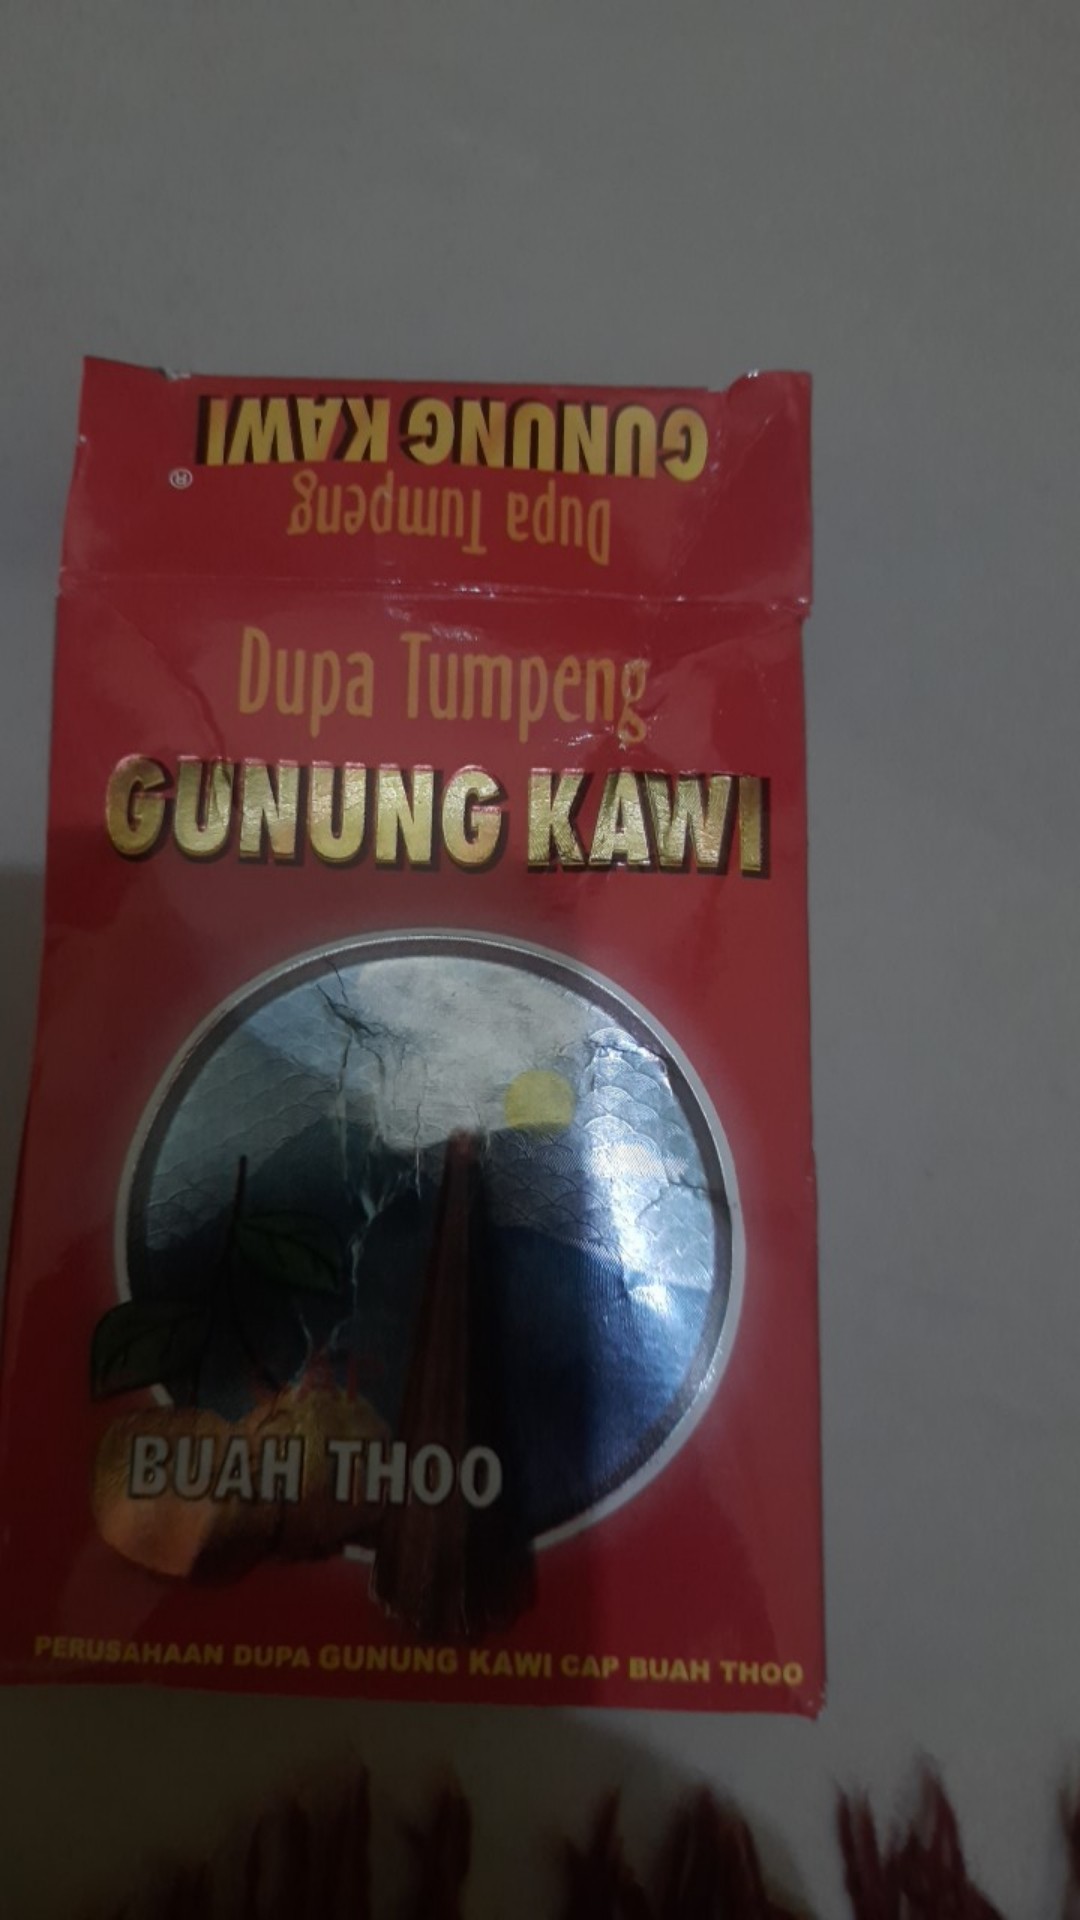 GUNUNG KAWI
®
Dupa Tumpeng
Dupa Tumpeng
GUNUNG KAWI
BUAH THOO
PERUSAHAAN DUPA GUNUNG KAWI CAP BUAH THOO